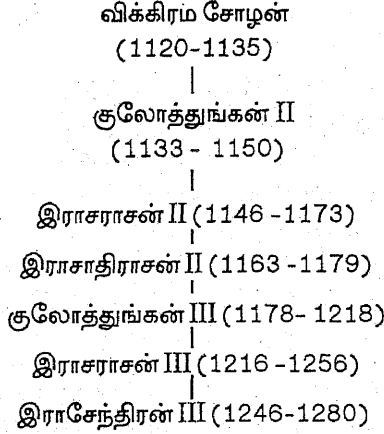 விக்கிரம சோழன்
(1120-1135)
குலோத்துங்கன் II
(1133 - 1150)
இராசராசன் II (1146 -1173)
இராசாதிராசன் II (1163 -1179)
குலோத்துங்கன் III (1178- 1218)
இராசராசன் III (1216 -1256)
இராசேந்திரன் III (1246-1280)